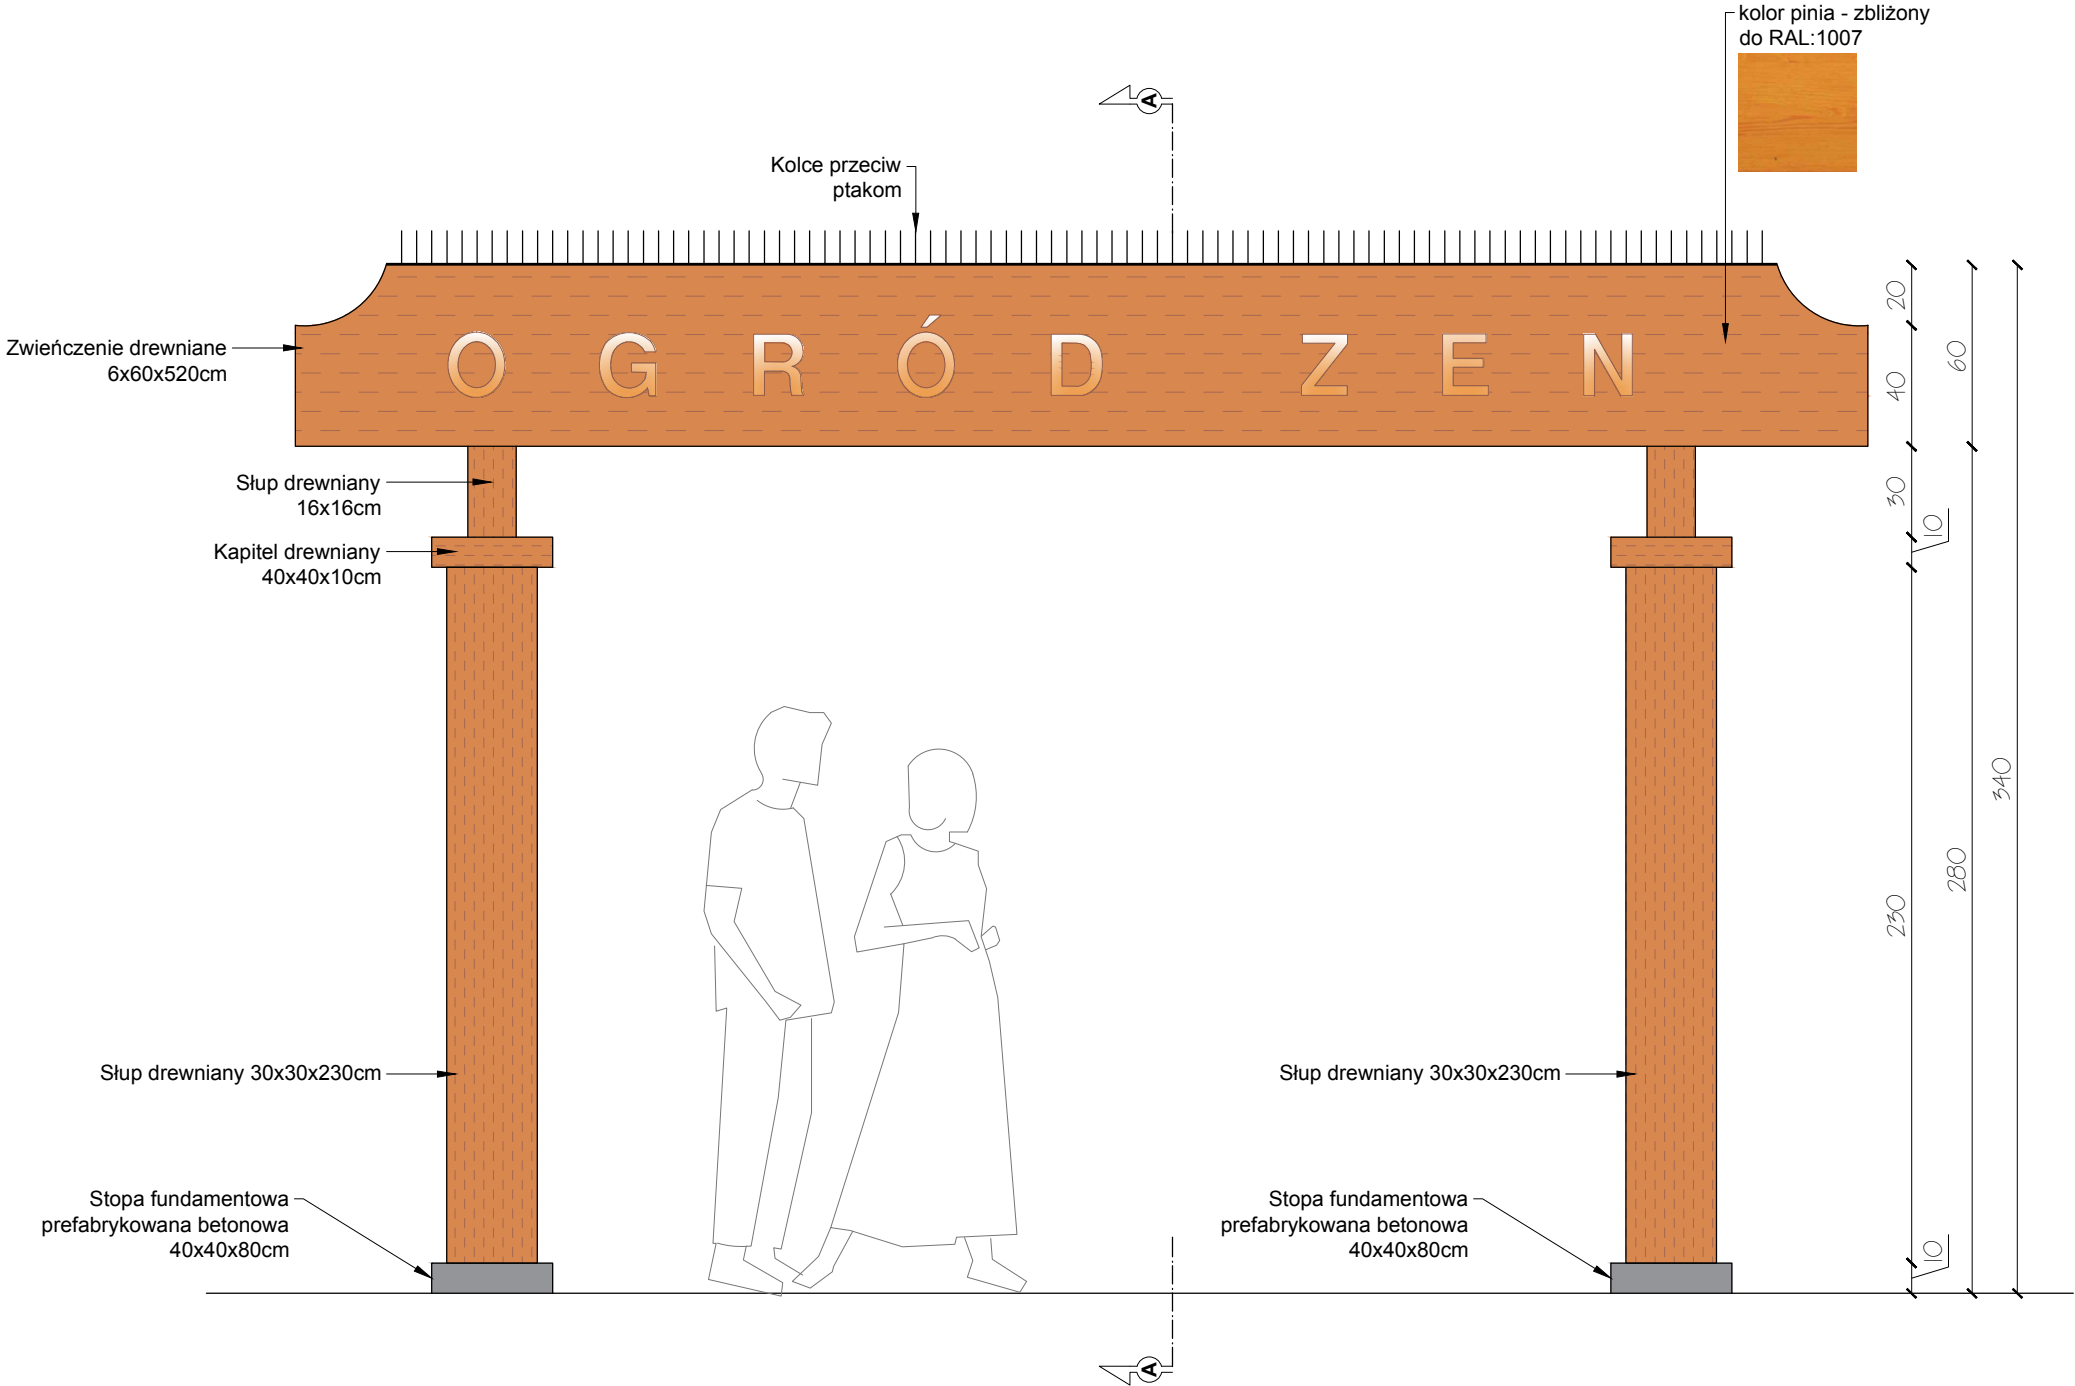 kolor pinia - zbliżony
do RAL:1007
A
Kolce przeciw
ptakom
Zwieńczenie drewniane
6x60x520cm
OGRÓD ZEN
20
40
60
Słup drewniany
16x16cm
30
10
Kapitel drewniany
40x40x10cm
340
280
230
Słup drewniany 30x30x230cm
Słup drewniany 30x30x230cm
Stopa fundamentowa
prefabrykowana betonowa
40x40x80cm
Stopa fundamentowa
prefabrykowana betonowa
40x40x80cm
10
A